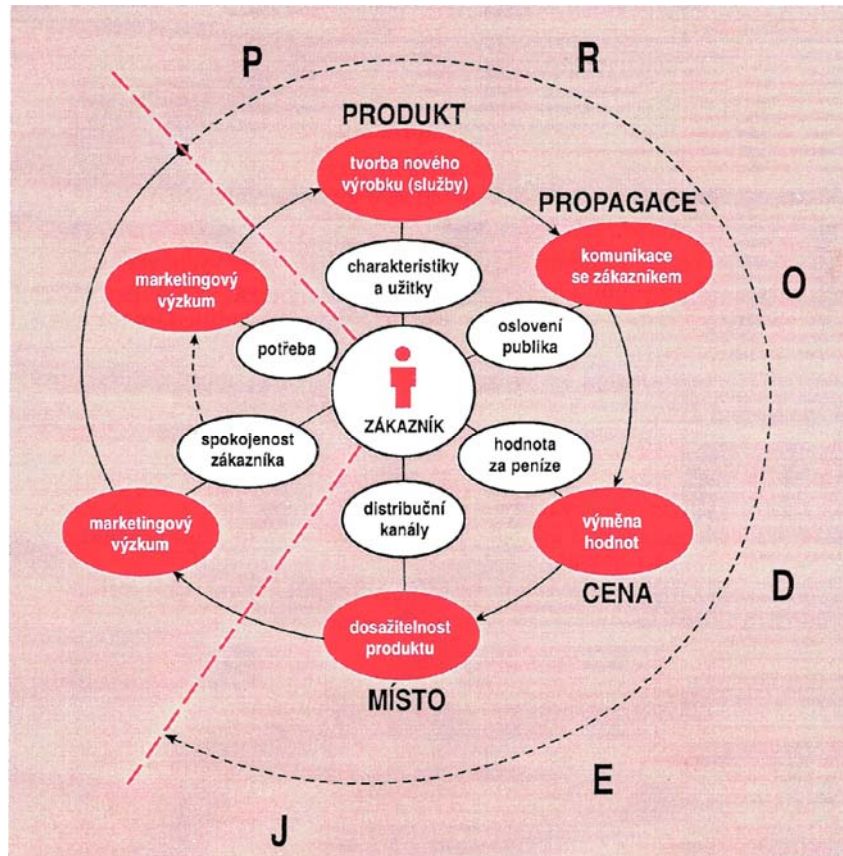 P
R
PRODUKT
tvorba nového
výrobku (služby)
PROPAGACE
komunikace
se zákazníkem
O
marketingový
výzkum
charakteristiky
a užitky
potřeba
oslovení
publika
ZÁKAZNÍK
spokojenost
zákazníka
hodnota
za peníze
distribuční
kanály
marketingový
výzkum
výměna
hodnot
CENA
D
dosažitelnost
produktu
MÍSTO
E
J